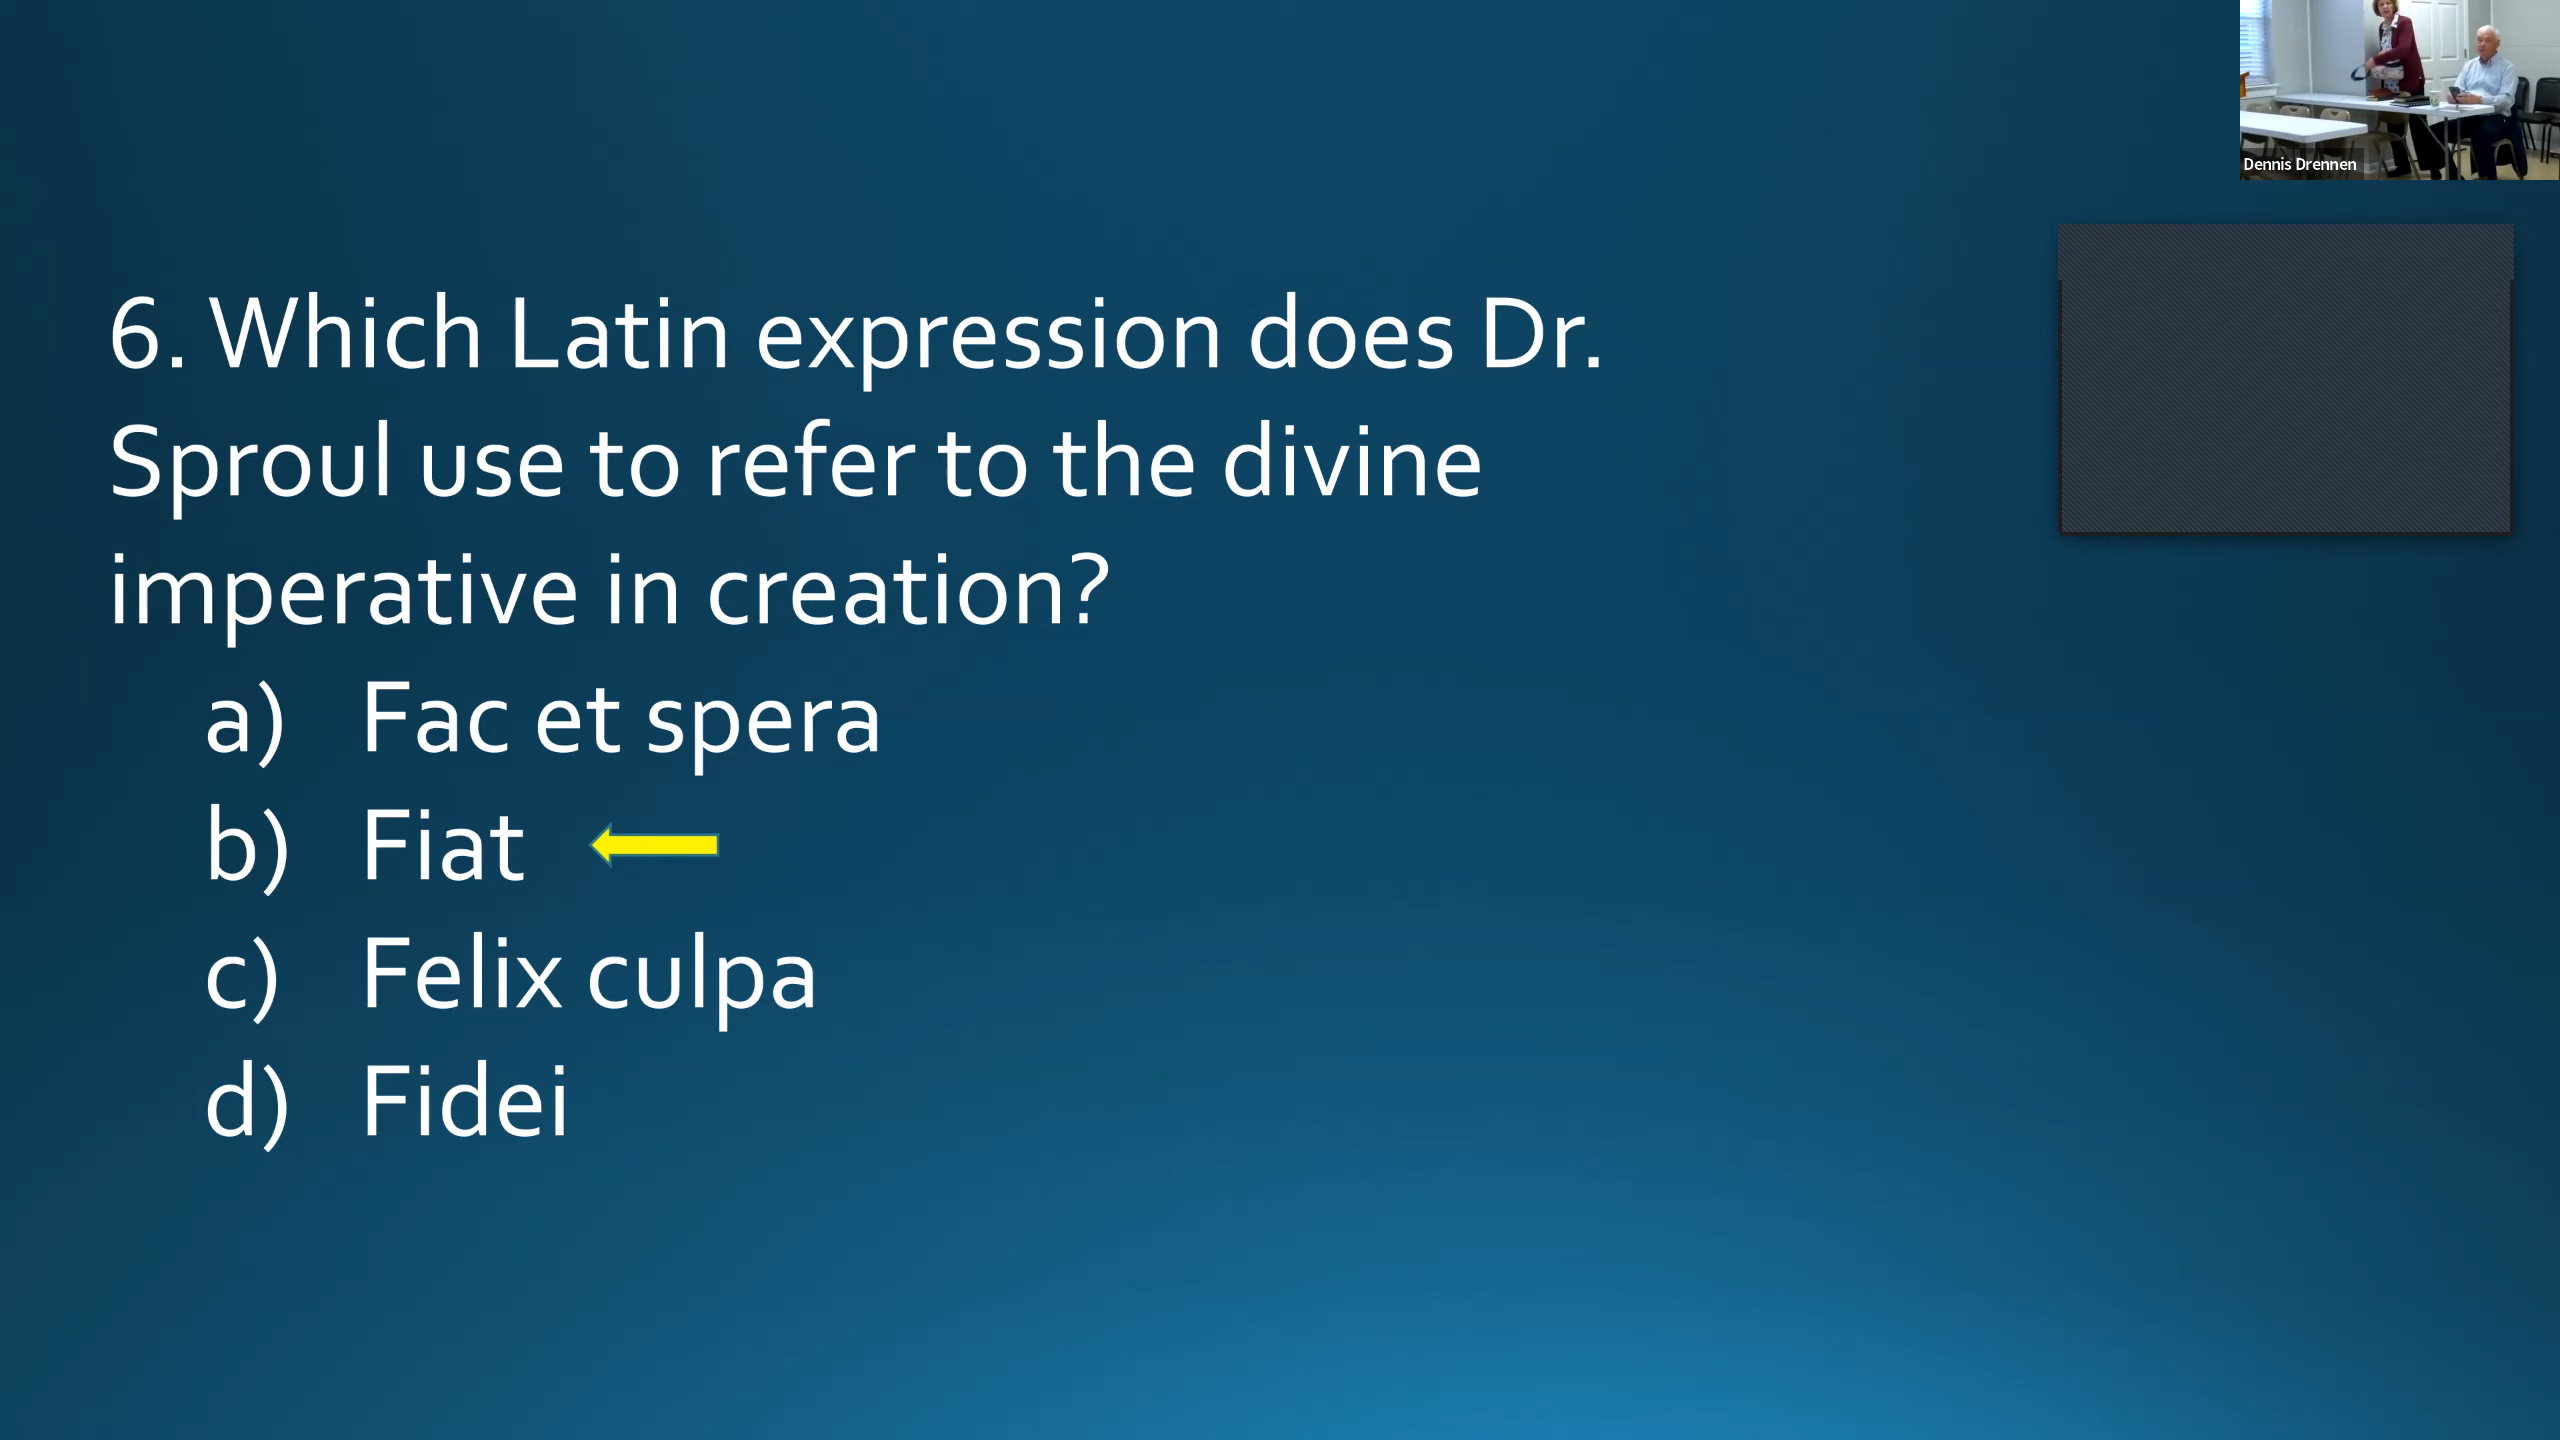 Dennis Drennen
6. Which Latin expression does Dr.
Sproul use to refer to the divine
imperative in creation?
a) Fac et spera
b) Fiat
c) Felix culpa
d) Fidei